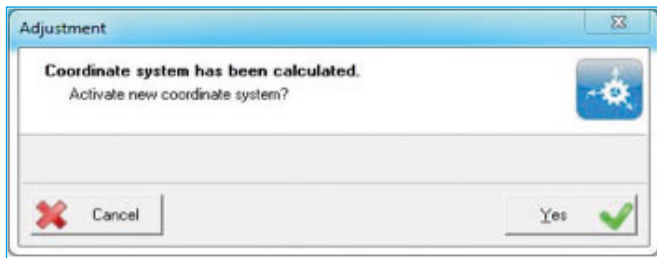 Adjustment
Coordinate system has been calculated.
Activate new coordinate system?
Cancel
Yes